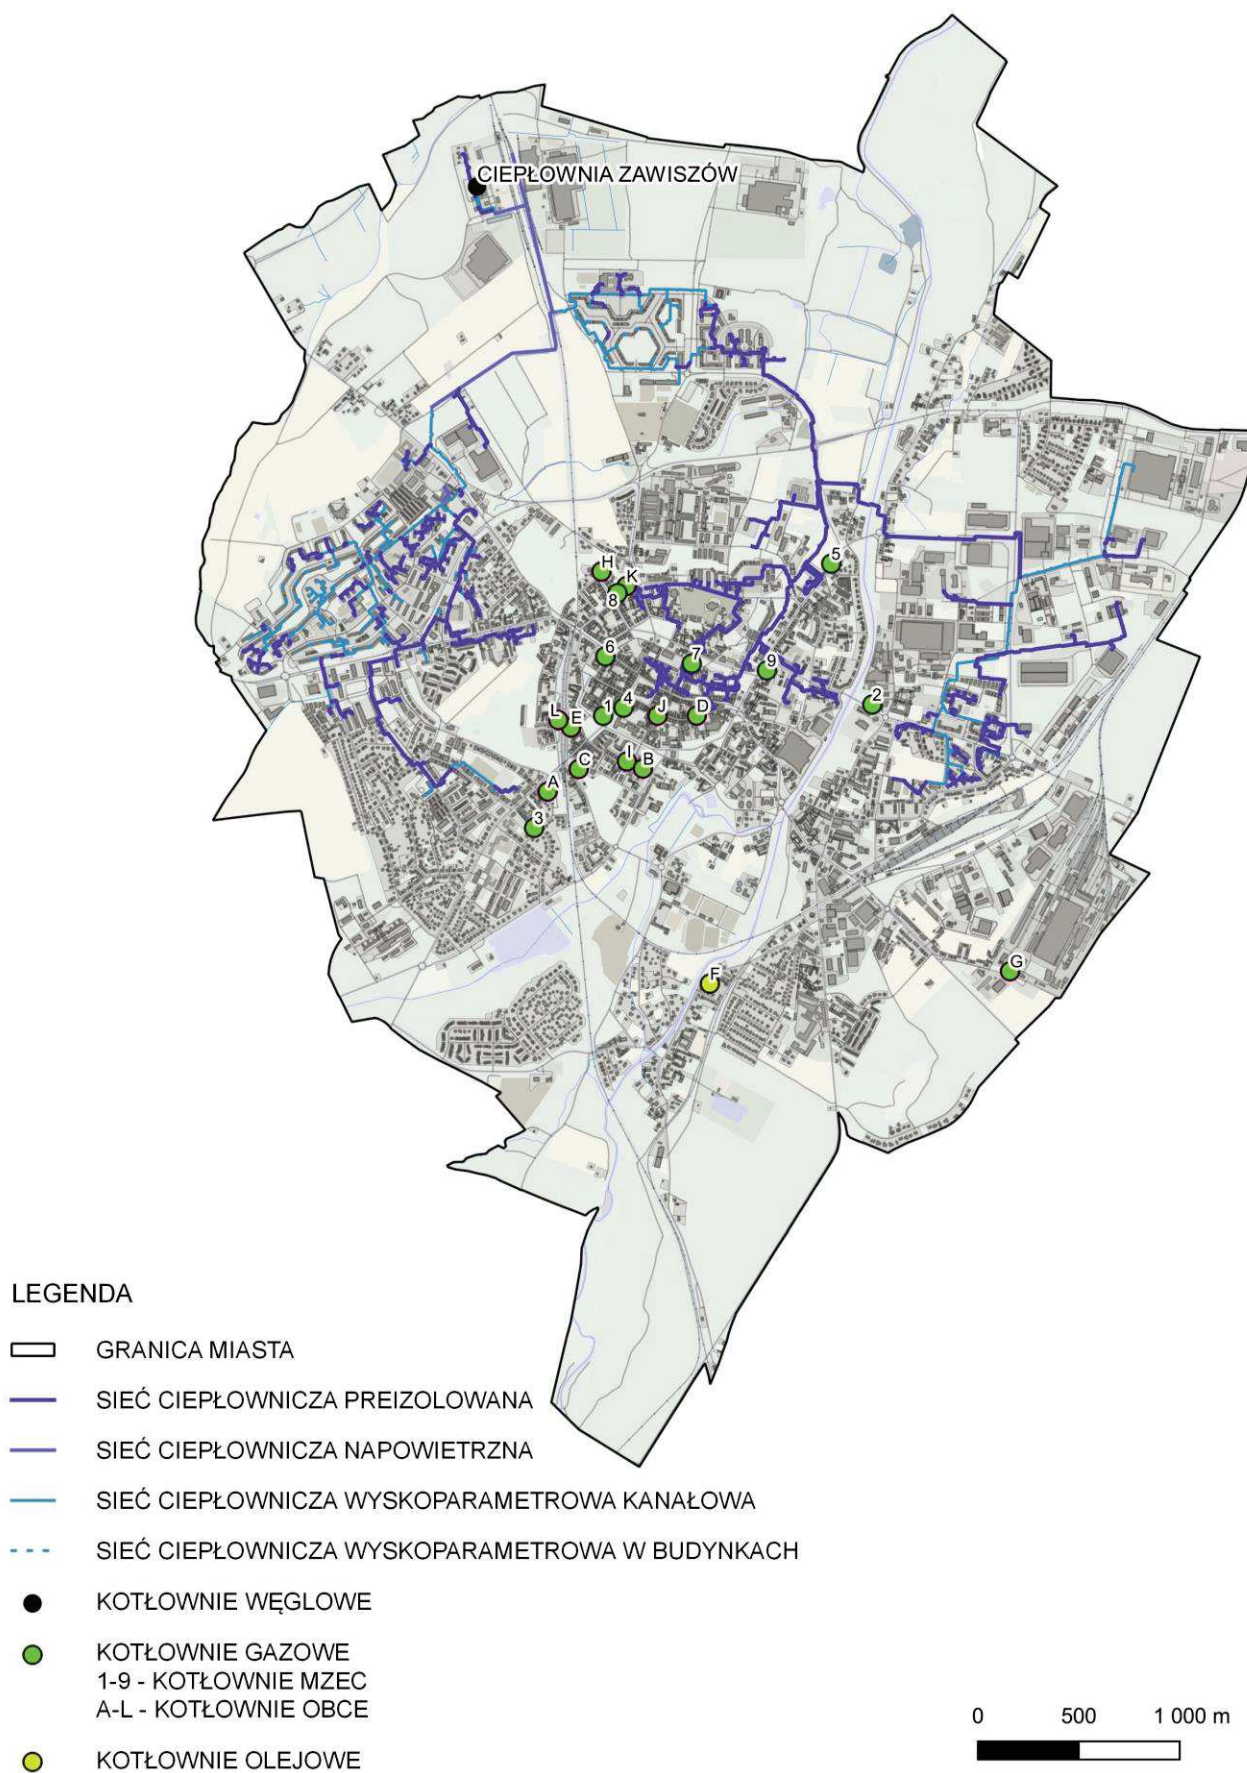 CIEPŁOWNIA ZAWISZÓW
5
H
K
8
6
7
9
2
4
1
J
D
L
E
I
B
C
A
3
F
G
LEGENDA
GRANICA MIASTA
SIEĆ CIEPŁOWNICZA PREIZOLOWANA
SIEĆ CIEPŁOWNICZA NAPOWIETRZNA
SIEĆ CIEPŁOWNICZA WYSKOPARAMETROWA KANAŁOWA
SIEĆ CIEPŁOWNICZA WYSKOPARAMETROWA W BUDYNKACH
KOTŁOWNIE WĘGLOWE
KOTŁOWNIE GAZOWE
1-9 - KOTŁOWNIE MZEC
A-L - KOTŁOWNIE OBCE
KOTŁOWNIE OLEJOWE
0 500 1 000 m